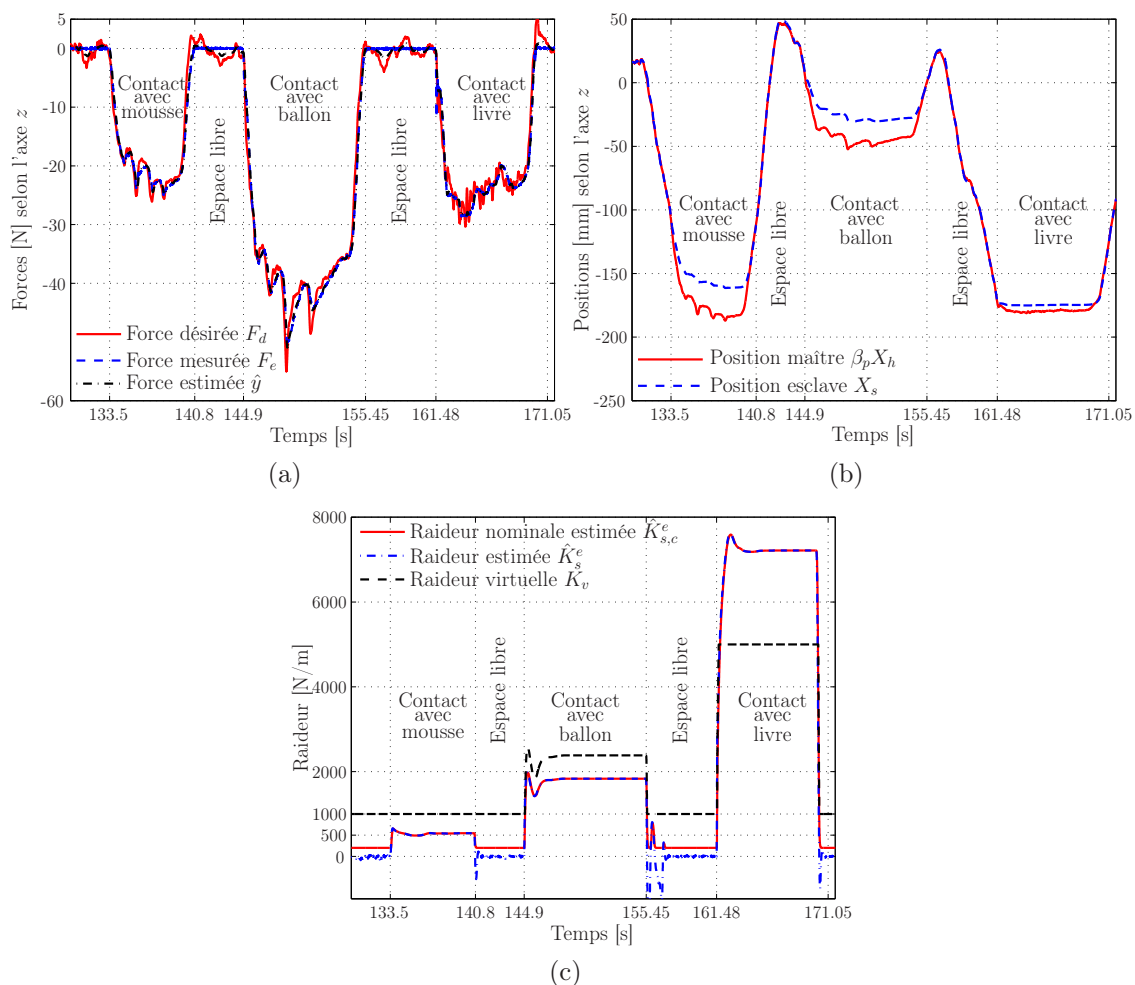 5
0
-10
-20
-30
-40
-60
Forces [N] selon l'axe z
Contact
avec
mousse
Espace libre
Contact
avec
ballon
Espace libre
Contact
avec
livre
Force désirée F_d
Force mesurée F_e
Force estimée ŷ
133.5 140.8 144.9 155.45 161.48 171.05
Temps [s]
(a)
50
0
-50
-100
-150
-200
-250
Positions [mm] selon l'axe z
Contact
avec
mousse
Espace libre
Contact
avec
ballon
Espace libre
Contact
avec
livre
Position maître β_p X_h
Position esclave X_s
133.5 140.8 144.9 155.45 161.48 171.05
Temps [s]
(b)
8000
6000
4000
2000
1000
500
0
Raideur [N/m]
Raideur nominale estimée K̂^e_{s,c}
Raideur estimée K̂^e_s
Raideur virtuelle K_v
Contact
avec
mousse
Espace libre
Contact
avec
ballon
Espace libre
Contact
avec
livre
133.5 140.8 144.9 155.45 161.48 171.05
Temps [s]
(c)